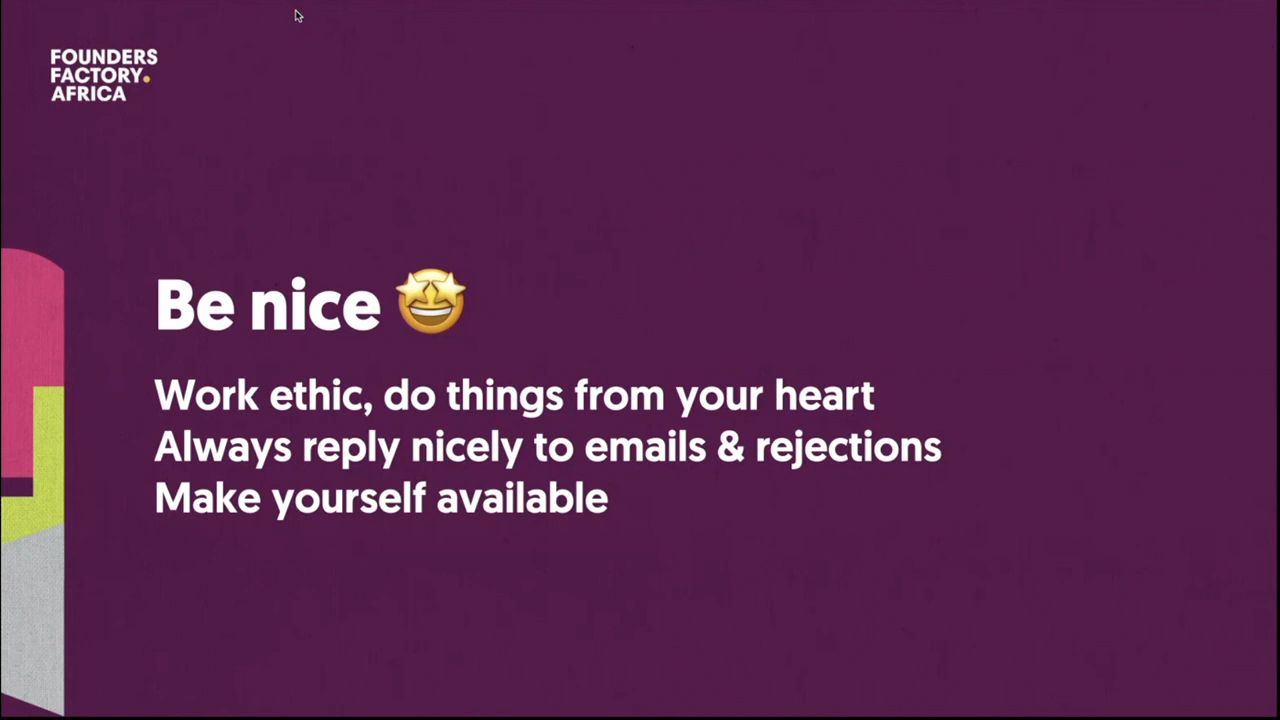 FOUNDERS
FACTORY.
AFRICA
Be nice 🤩
Work ethic, do things from your heart
Always reply nicely to emails & rejections
Make yourself available